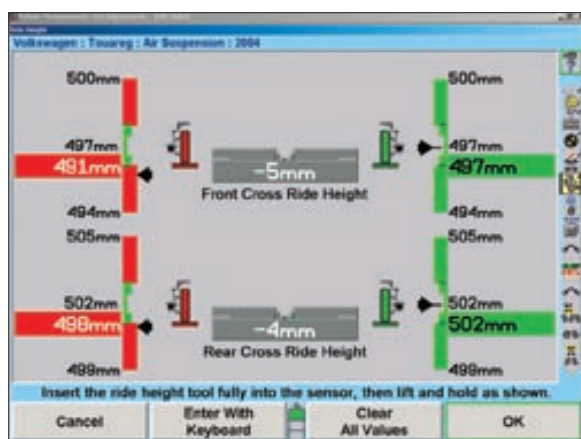 Ride Height
Volkswagen : Touareg : Air Suspension : 2004
500mm 500mm
497mm 497mm
491mm -5mm 497mm
Front Cross Ride Height
494mm 494mm
505mm 505mm
502mm 502mm
498mm -4mm 502mm
Rear Cross Ride Height
499mm 499mm
Insert the ride height tool fully into the sensor, then lift and hold as shown.
Cancel
Enter With
Keyboard
Clear
All Values
OK